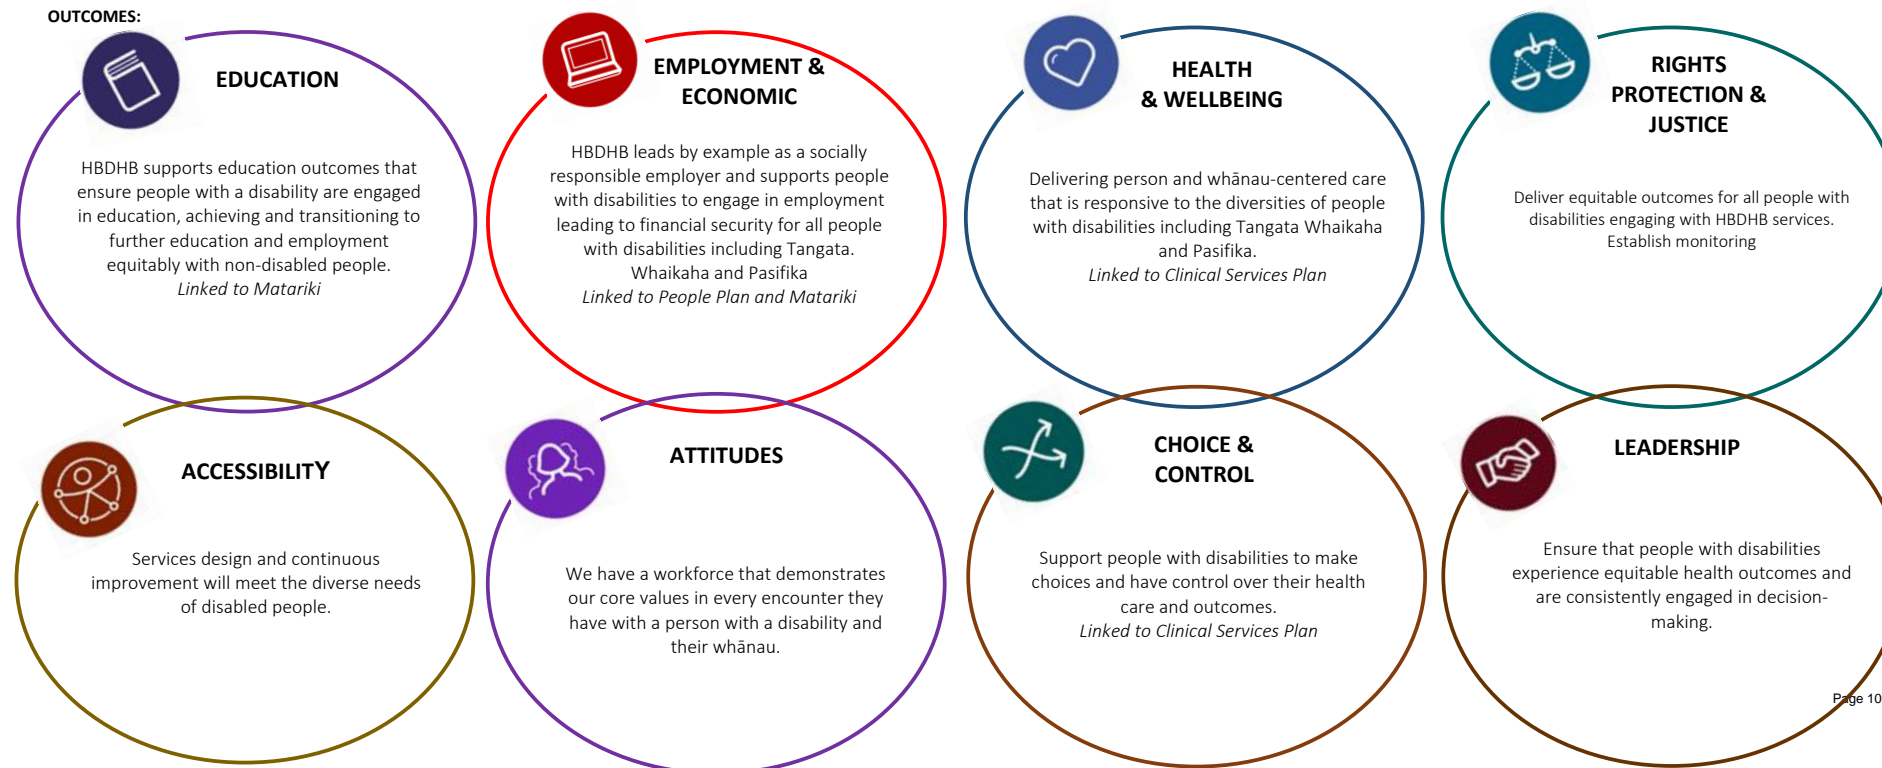 OUTCOMES:
EDUCATION
HBDHB supports education outcomes that
ensure people with a disability are engaged
in education, achieving and transitioning to
further education and employment
equitably with non-disabled people.
Linked to Matariki
EMPLOYMENT &
ECONOMIC
HBDHB leads by example as a socially
responsible employer and supports people
with disabilities to engage in employment
leading to financial security for all people
with disabilities including Tangata.
Whaikaha and Pasifika
Linked to People Plan and Matariki
HEALTH
& WELLBEING
Delivering person and whānau-centered care
that is responsive to the diversities of people
with disabilities including Tangata Whaikaha
and Pasifika.
Linked to Clinical Services Plan
RIGHTS
PROTECTION &
JUSTICE
Deliver equitable outcomes for all people with
disabilities engaging with HBDHB services.
Establish monitoring
ACCESSIBILITY
Services design and continuous
improvement will meet the diverse needs
of disabled people.
ATTITUDES
We have a workforce that demonstrates
our core values in every encounter they
have with a person with a disability and
their whānau.
CHOICE &
CONTROL
Support people with disabilities to make
choices and have control over their health
care and outcomes.
Linked to Clinical Services Plan
LEADERSHIP
Ensure that people with disabilities
experience equitable health outcomes and
are consistently engaged in decision-
making.
Page 10